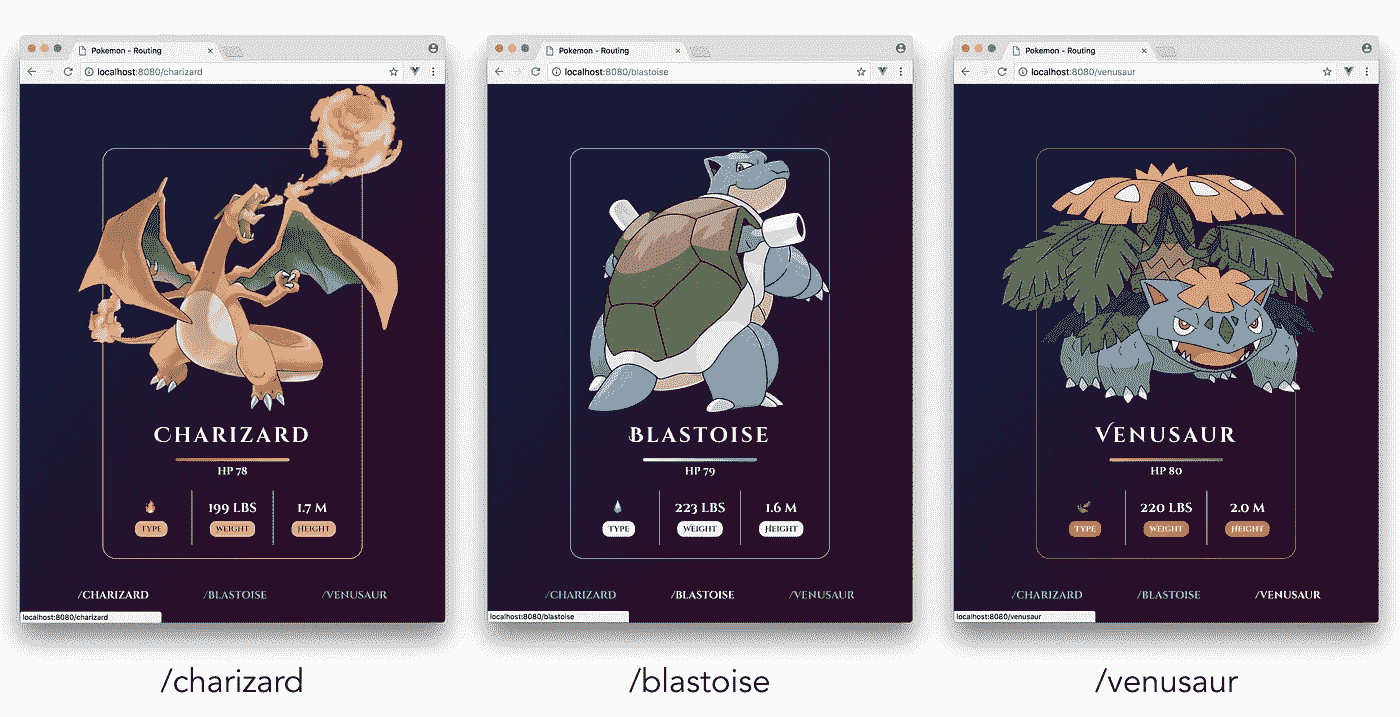 Pokemon - Routing
localhost:8080/charizard
CHARIZARD
HP 78
199 LBS
1.7 M
TYPE
WEIGHT
HEIGHT
/CHARIZARD
/BLASTOISE
/VENUSAUR
localhost:8080/charizard
/charizard
Pokemon - Routing
localhost:8080/blastoise
BLASTOISE
HP 79
223 LBS
1.6 M
TYPE
WEIGHT
HEIGHT
/CHARIZARD
/BLASTOISE
/VENUSAUR
localhost:8080/blastoise
/blastoise
Pokemon - Routing
localhost:8080/venusaur
VENUSAUR
HP 80
220 LBS
2.0 M
TYPE
WEIGHT
HEIGHT
/CHARIZARD
/BLASTOISE
/VENUSAUR
localhost:8080/venusaur
/venusaur